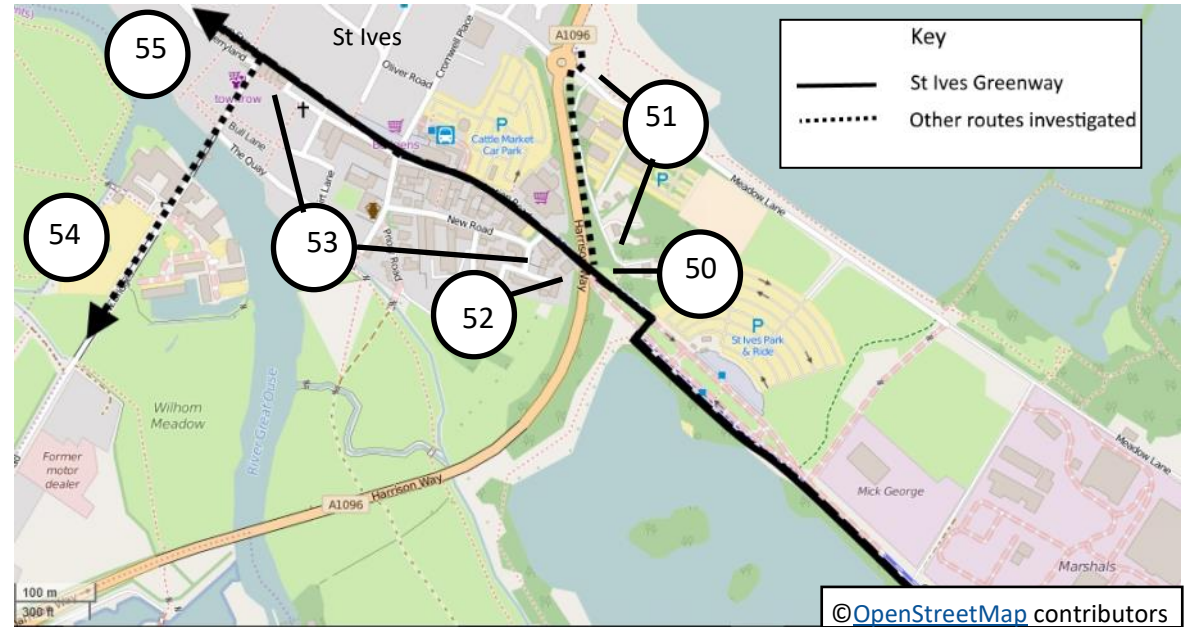 55
St Ives
A1096
Key
St Ives Greenway
Other routes investigated
Oliver Road
Cromwell Place
P
Cattle Market
Car Park
51
Bull Lane
The Quay
P
Meadow Lane
54
53
New Road
Harrison Way
50
52
P
St Ives Park
& Ride
Wilhorn
Meadow
River Great Ouse
Former
motor
dealer
A1096
Harrison Way
Mick George
Meadow Lane
Marshals
100 m
300 ft
©OpenStreetMap contributors